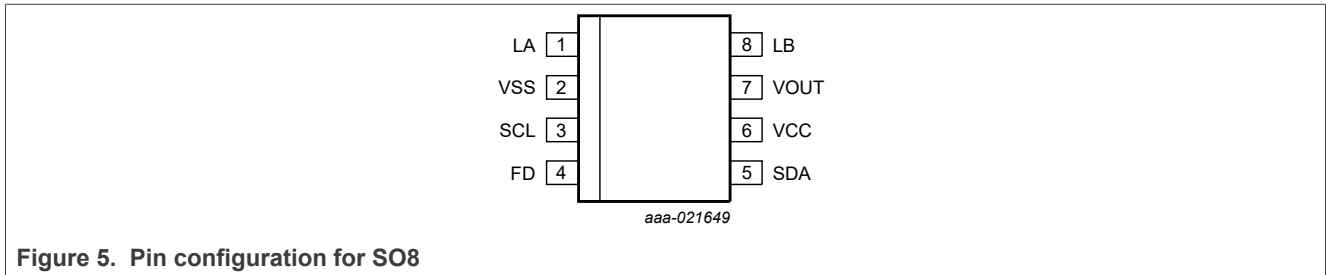 LA 1 8 LB
VSS 2 7 VOUT
SCL 3 6 VCC
FD 4 5 SDA
aaa-021649
Figure 5. Pin configuration for SO8